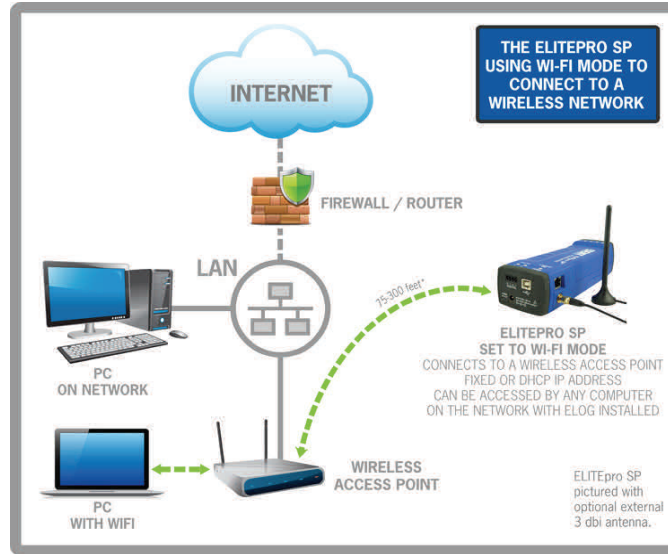 THE ELITEPRO SP
USING WI-FI MODE TO
CONNECT TO A
WIRELESS NETWORK
INTERNET
FIREWALL / ROUTER
LAN
75-300 feet*
PC
ON NETWORK
ELITEPRO SP
SET TO WI-FI MODE
CONNECTS TO A WIRELESS ACCESS POINT
FIXED OR DHCP IP ADDRESS
CAN BE ACCESSED BY ANY COMPUTER
ON THE NETWORK WITH ELOG INSTALLED
WIRELESS
ACCESS POINT
PC
WITH WIFI
ELITEpro SP
pictured with
optional external
3 dbi antenna.